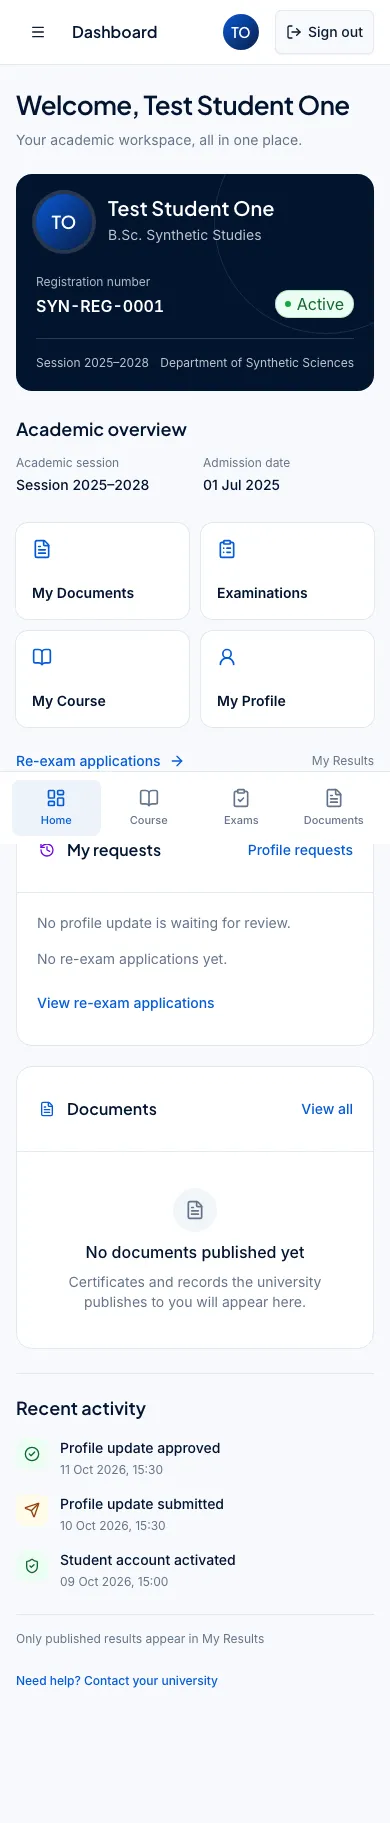 Dashboard
TO
Sign out
Welcome, Test Student One
Your academic workspace, all in one place.
TO
Test Student One
B.Sc. Synthetic Studies
Registration number
SYN-REG-0001
Active
Session 2025–2028
Department of Synthetic Sciences
Academic overview
Academic session
Admission date
Session 2025–2028
01 Jul 2025
My Documents
Examinations
My Course
My Profile
Re-exam applications
My Results
Home
Course
Exams
Documents
My requests
Profile requests
No profile update is waiting for review.
No re-exam applications yet.
View re-exam applications
Documents
View all
No documents published yet
Certificates and records the university
publishes to you will appear here.
Recent activity
Profile update approved
11 Oct 2026, 15:30
Profile update submitted
10 Oct 2026, 15:30
Student account activated
09 Oct 2026, 15:00
Only published results appear in My Results
Need help? Contact your university